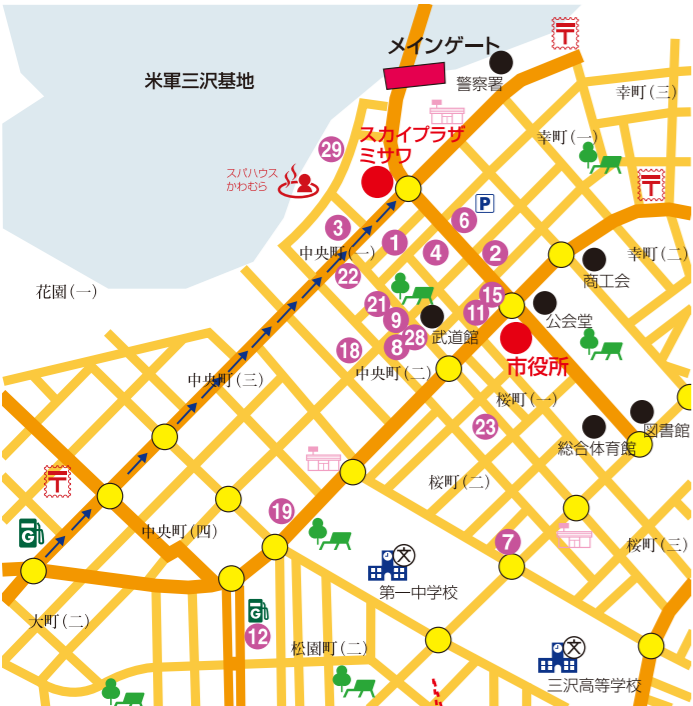 メインゲート
米軍三沢基地
警察署
幸町(三)
スカイプラザ
ミサワ
幸町(一)
29
スパハウス
かわむら
P
6
3
1
4
2
中央町(一)
幸町(二)
22
商工会
花園(一)
15
21
11
9
公会堂
28
武道館
18
8
市役所
中央町(三)
中央町(二)
桜町(一)
23
図書館
総合体育館
桜町(二)
19
G
中央町(四)
7
桜町(三)
文
第一中学校
G
大町(二)
12
松園町(二)
文
三沢高等学校